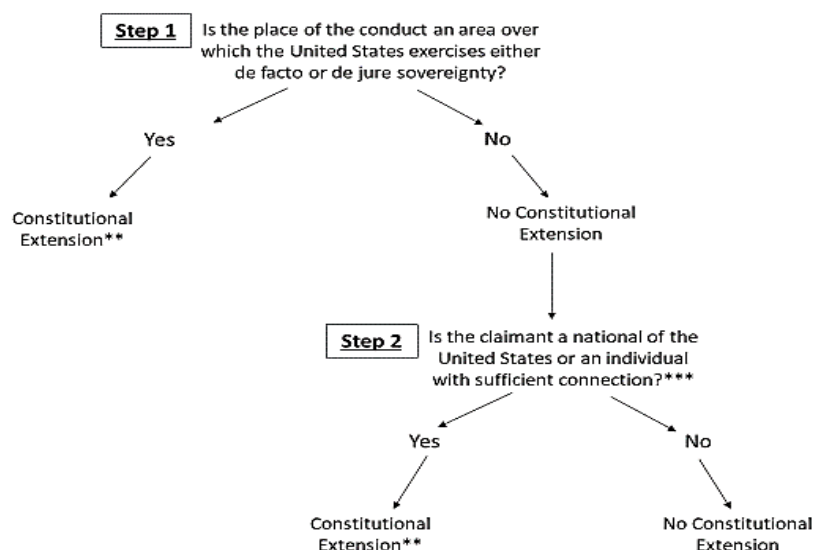 Step 1
Is the place of the conduct an area over
which the United States exercises either
de facto or de jure sovereignty?
Yes
No
Constitutional
Extension**
No Constitutional
Extension
Step 2
Is the claimant a national of the
United States or an individual
with sufficient connection?***
Yes
No
Constitutional
Extension**
No Constitutional
Extension